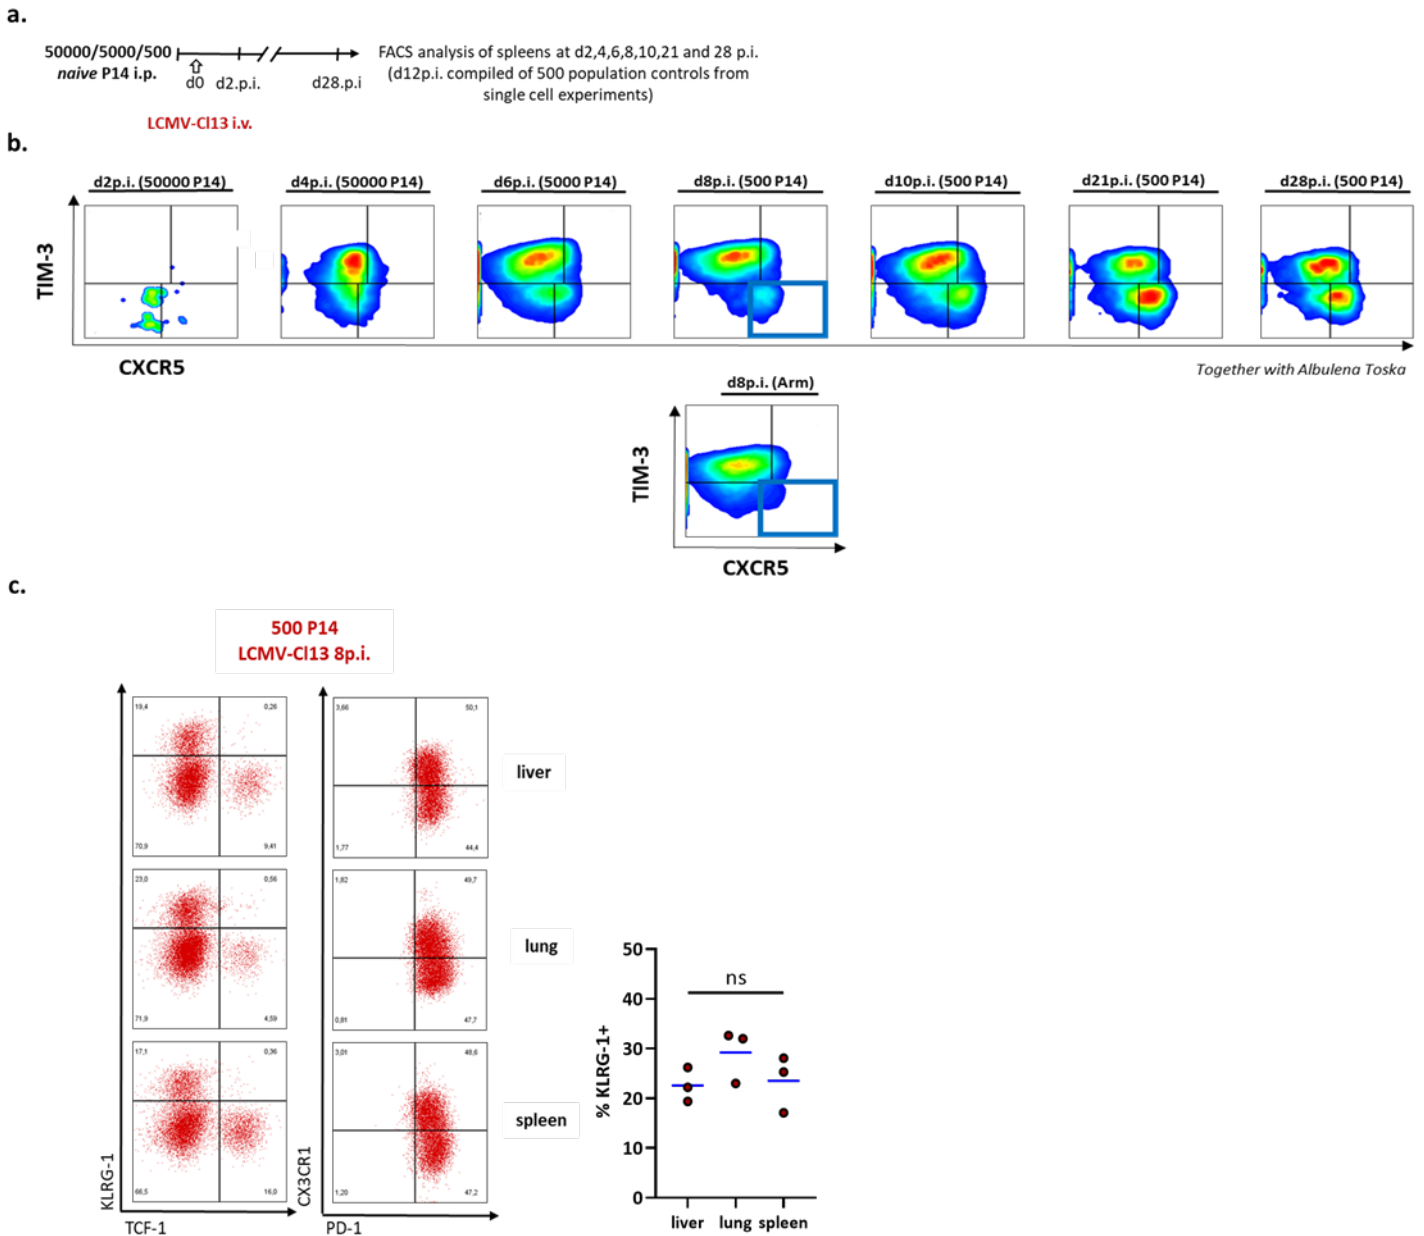 a.
50000/5000/500
naive P14 i.p.
d0
d2.p.i.
d28.p.i
LCMV-Cl13 i.v.
FACS analysis of spleens at d2,4,6,8,10,21 and 28 p.i.
(d12p.i. compiled of 500 population controls from
single cell experiments)
b.
d2p.i. (50000 P14)
d4p.i. (50000 P14)
d6p.i. (5000 P14)
d8p.i. (500 P14)
d10p.i. (500 P14)
d21p.i. (500 P14)
d28p.i. (500 P14)
TIM-3
CXCR5
Together with Albulena Toska
d8p.i. (Arm)
TIM-3
CXCR5
c.
500 P14
LCMV-Cl13 8p.i.
19,4
0,26
70,9
9,41
3,66
50,1
1,77
44,4
liver
23,0
0,56
71,9
4,59
1,82
49,7
0,81
47,7
lung
17,1
0,36
66,5
16,0
3,01
48,6
1,20
47,2
spleen
KLRG-1
TCF-1
CX3CR1
PD-1
% KLRG-1+
50
40
30
20
10
0
ns
liver
lung
spleen